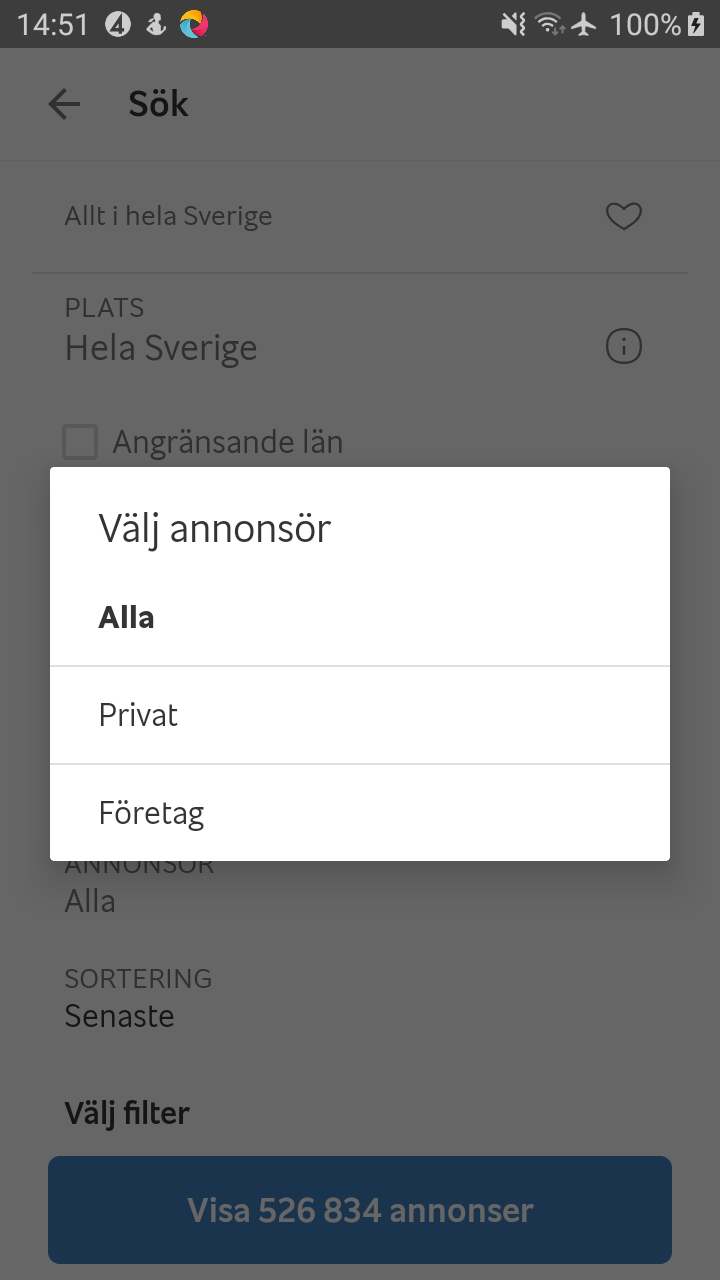 14:51
100%
Sök
Allt i hela Sverige
PLATS
Hela Sverige
Angränsande län
Välj annonsör
Alla
Privat
Företag
ANNONSÖR
Alla
SORTERING
Senaste
Välj filter
Visa 526 834 annonser